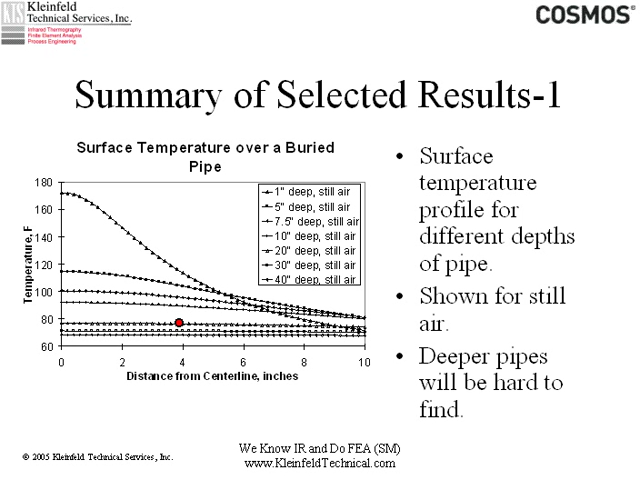 KTS Kleinfeld
Technical Services, Inc.
Infrared Thermography
Finite Element Analysis
Process Engineering
COSMOS®
Summary of Selected Results-1
Surface Temperature over a Buried
Pipe
Temperature, F
180
160
140
120
100
80
60
1" deep, still air
5" deep, still air
7.5" deep, still air
10" deep, still air
20" deep, still air
30" deep, still air
40" deep, still air
0 2 4 6 8 10
Distance from Centerline, inches
• Surface
temperature
profile for
different depths
of pipe.
• Shown for still
air.
• Deeper pipes
will be hard to
find.
© 2005 Kleinfeld Technical Services, Inc.
We Know IR and Do FEA (SM)
www.KleinfeldTechnical.com